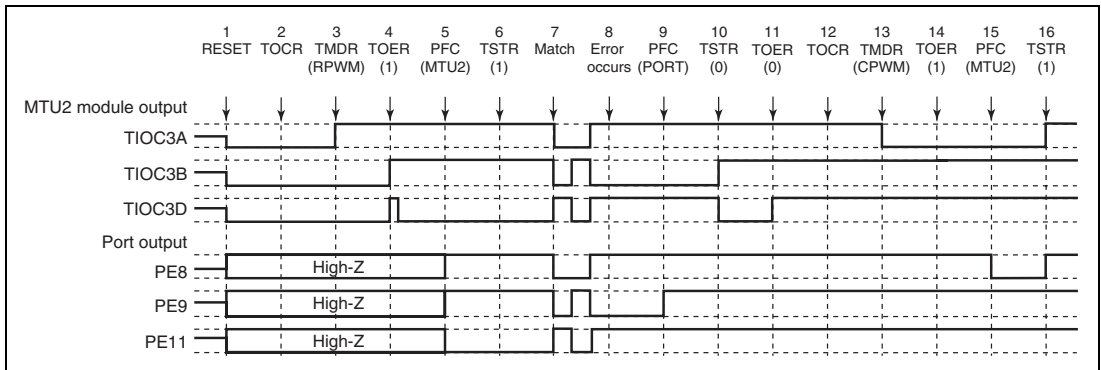 1 2 3 4 5 6 7 8 9 10 11 12 13 14 15 16
RESET TOCR TMDR TOER PFC TSTR Match Error PFC TSTR TOER TOCR TMDR TOER PFC TSTR
(RPWM) (1) (MTU2) (1) occurs (PORT) (0) (0) (CPWM) (1) (MTU2) (1)
MTU2 module output
TIOC3A
TIOC3B
TIOC3D
Port output
PE8 High-Z
PE9 High-Z
PE11 High-Z